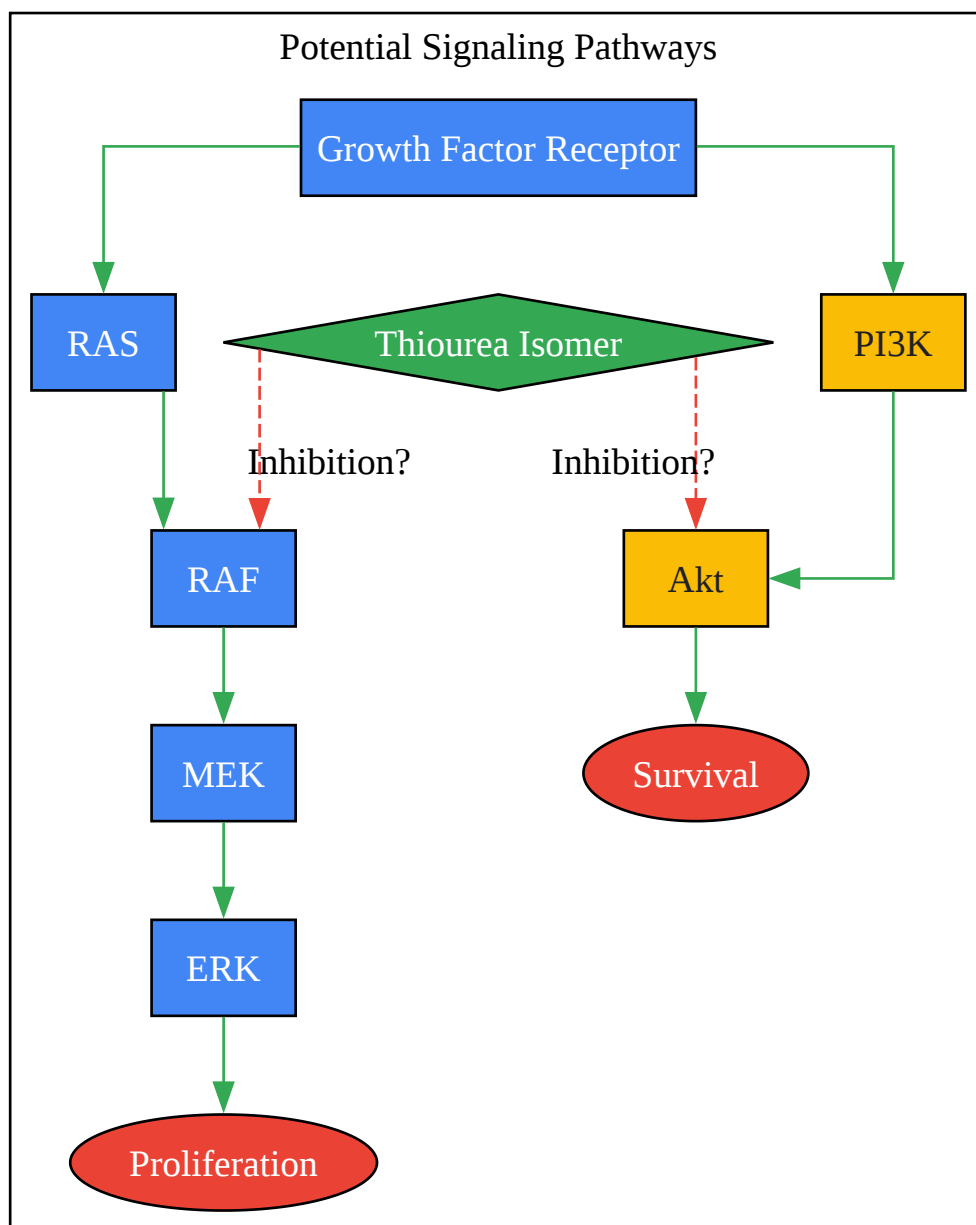 Potential Signaling Pathways
Growth Factor Receptor
RAS
Thiourea Isomer
PI3K
Inhibition?
Inhibition?
RAF
Akt
MEK
Survival
ERK
Proliferation